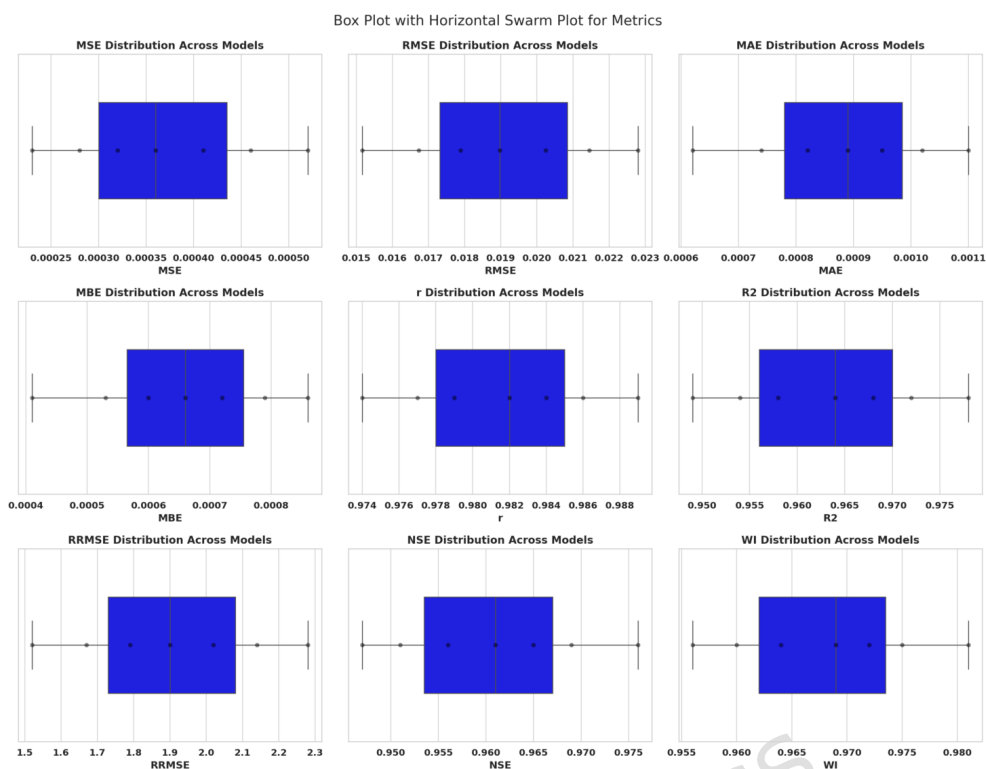 Box Plot with Horizontal Swarm Plot for Metrics
MSE Distribution Across Models
RMSE Distribution Across Models
MAE Distribution Across Models
0.00025 0.00030 0.00035 0.00040 0.00045 0.00050
0.015 0.016 0.017 0.018 0.019 0.020 0.021 0.022 0.023
0.0006 0.0007 0.0008 0.0009 0.0010 0.0011
MSE
RMSE
MAE
MBE Distribution Across Models
r Distribution Across Models
R2 Distribution Across Models
0.0004 0.0005 0.0006 0.0007 0.0008
0.974 0.976 0.978 0.980 0.982 0.984 0.986 0.988
0.950 0.955 0.960 0.965 0.970 0.975
MBE
r
R2
RRMSE Distribution Across Models
NSE Distribution Across Models
WI Distribution Across Models
1.5 1.6 1.7 1.8 1.9 2.0 2.1 2.2 2.3
0.950 0.955 0.960 0.965 0.970 0.975
0.955 0.960 0.965 0.970 0.975 0.980
RRMSE
NSE
WI